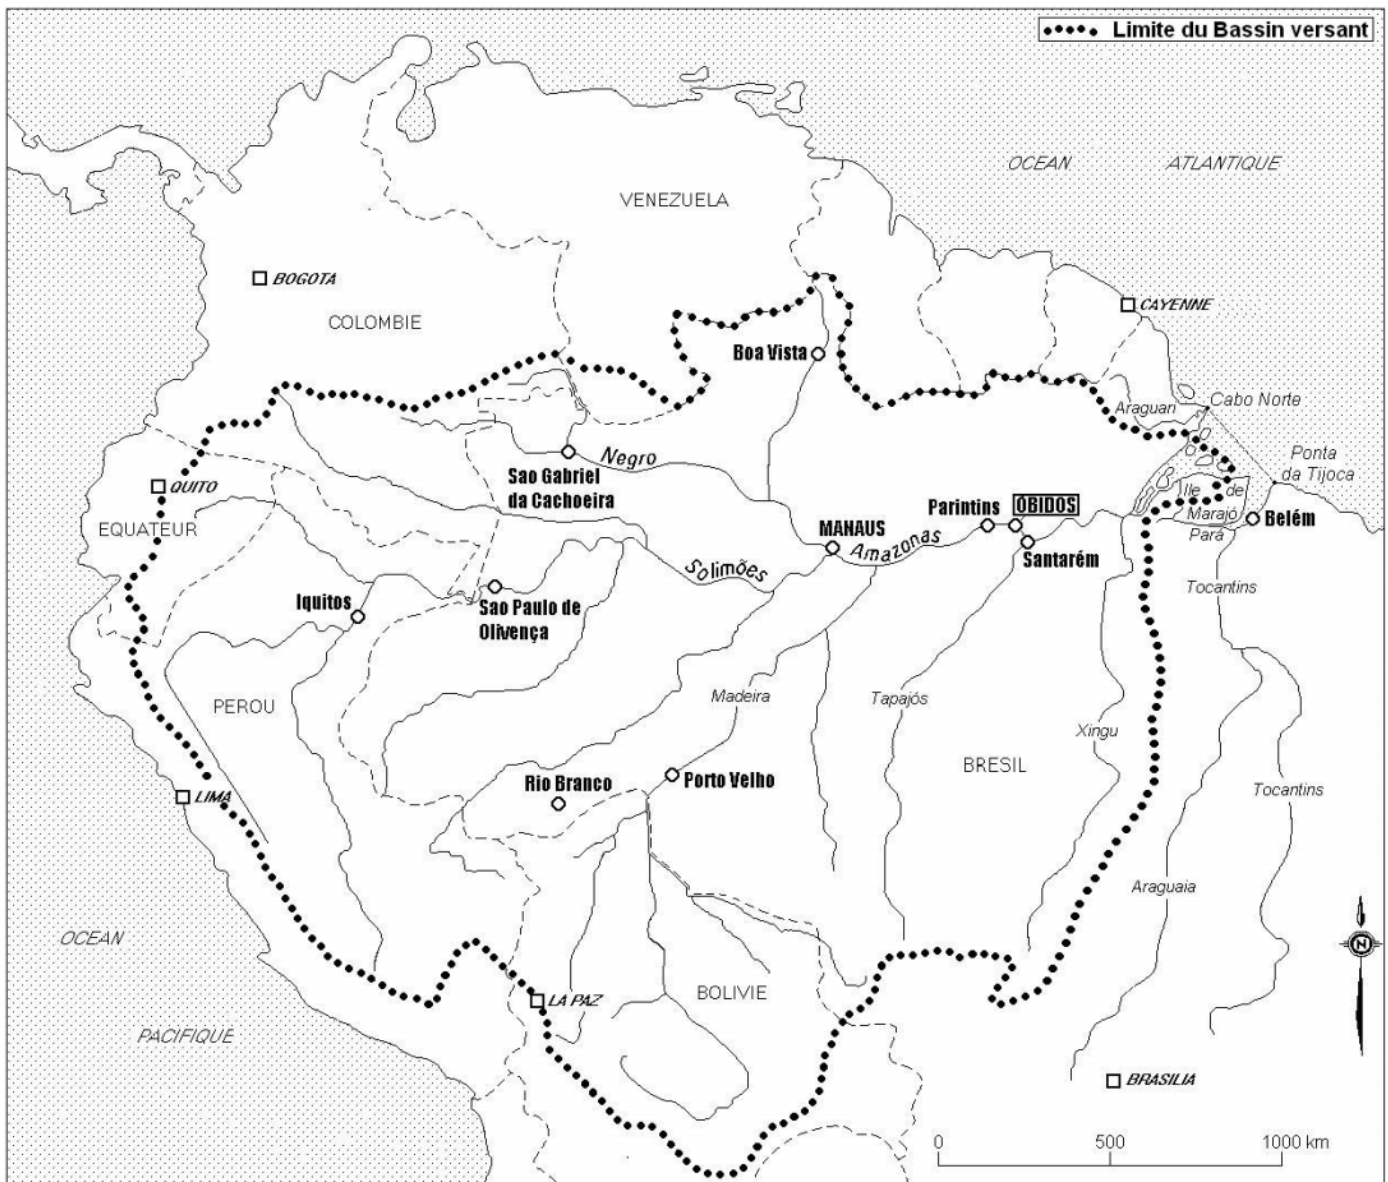 Limite du Bassin versant
OCEAN ATLANTIQUE
VENEZUELA
BOGOTA
CAYENNE
COLOMBIE
Boa Vista
Cabo Norte
Araguari
Negro
Ponta
da Tijoca
Sao Gabriel
da Cachoeira
QUITO
Ile de
Marajó
Parintins
OBIDOS
Belém
EQUATEUR
MANAUS
Amazonas
Pará
Santarém
Solimões
Tocantins
Iquitos
Sao Paulo de
Olivença
PEROU
Madeira
Tapajós
Xingu
BRESIL
Rio Branco
Porto Velho
LIMA
Tocantins
Araguaia
OCEAN
N
LA PAZ
BOLIVIE
PACIFIQUE
BRASILIA
0 500 1000 km